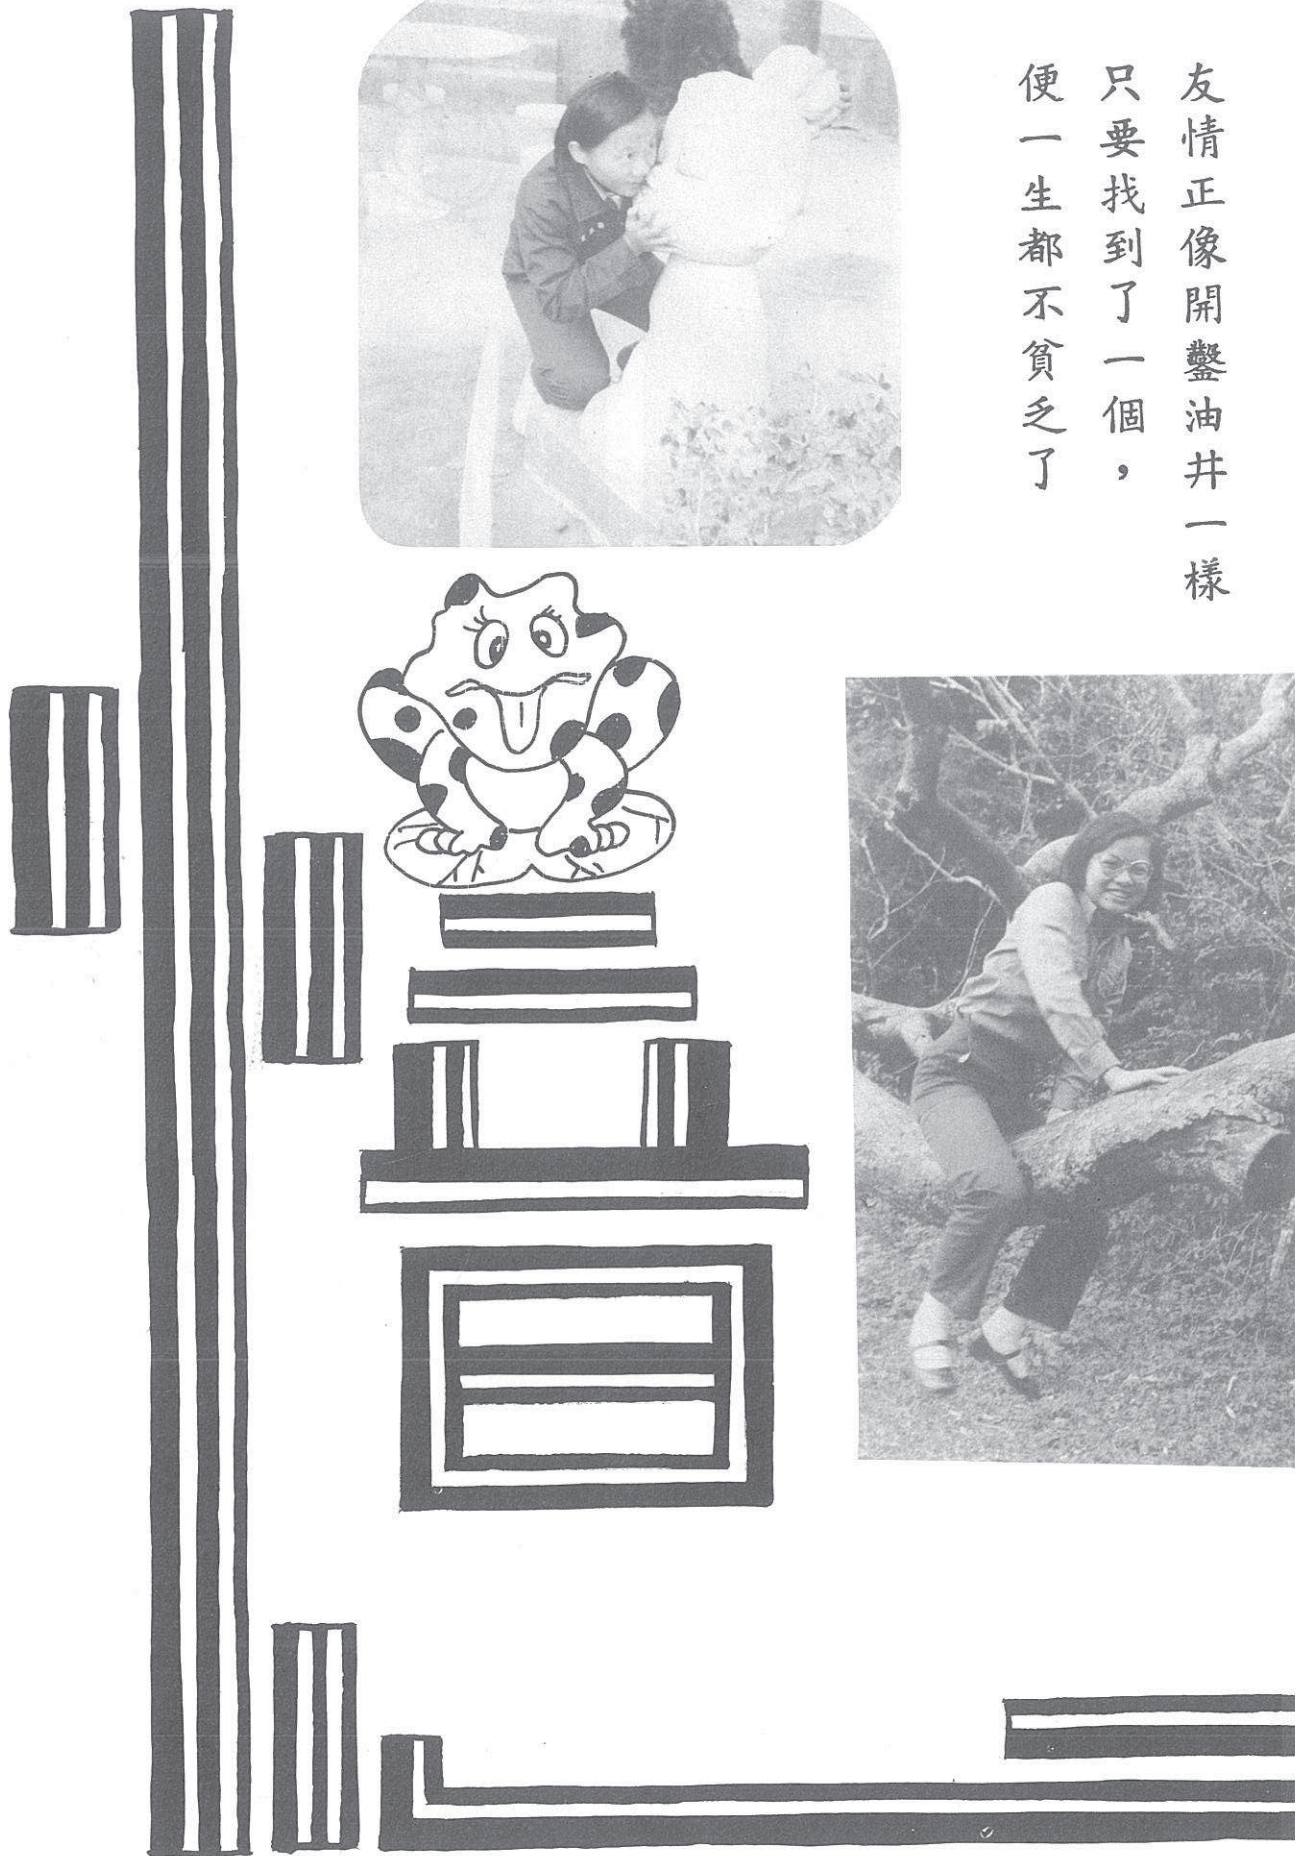 友情正像開鑿油井一樣
只要找到了一個，
便一生都不貧乏了
憶